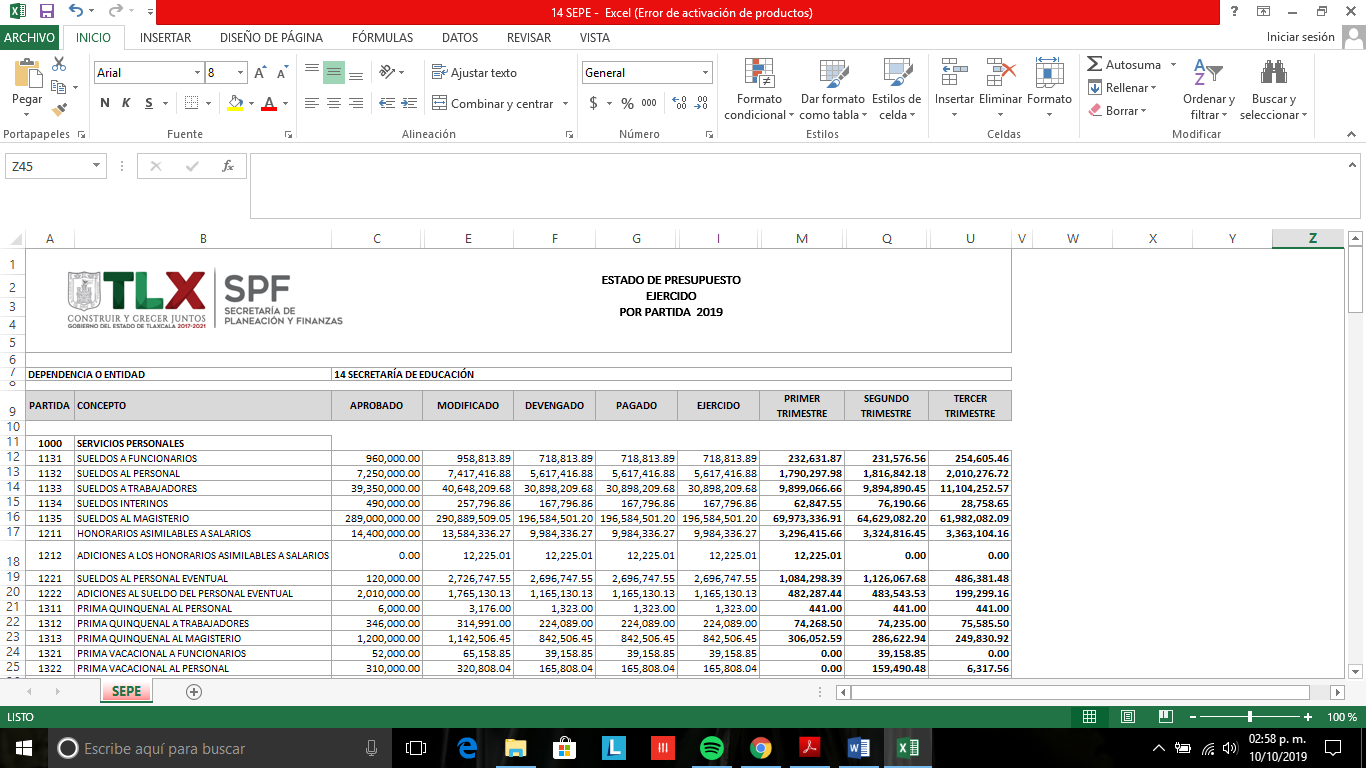 14 SEPE - Excel (Error de activación de productos)
ARCHIVO INICIO INSERTAR DISEÑO DE PÁGINA FÓRMULAS DATOS REVISAR VISTA Iniciar sesión
Pegar
Portapapeles
Arial 8
N K S
Fuente
Ajustar texto
Combinar y centrar
Alineación
General
$ % 000
Número
Formato condicional
Dar formato como tabla
Estilos de celda
Estilos
Insertar Eliminar Formato
Celdas
Autosuma
Rellenar
Borrar
Ordenar y filtrar
Buscar y seleccionar
Modificar
Z45 fx
A B C E F G I M Q U V W X Y Z
1
2
3
4
5
6
7
8
9
TLX
CONSTRUIR Y CRECER JUNTOS
GOBIERNO DEL ESTADO DE TLAXCALA 2017-2021
SPF
SECRETARÍA DE
PLANEACIÓN Y FINANZAS
ESTADO DE PRESUPUESTO
EJERCIDO
POR PARTIDA 2019
DEPENDENCIA O ENTIDAD 14 SECRETARÍA DE EDUCACIÓN
PARTIDA CONCEPTO APROBADO MODIFICADO DEVENGADO PAGADO EJERCIDO PRIMER TRIMESTRE SEGUNDO TRIMESTRE TERCER TRIMESTRE
10
11 1000 SERVICIOS PERSONALES
12 1131 SUELDOS A FUNCIONARIOS 960,000.00 958,813.89 718,813.89 718,813.89 718,813.89 232,631.87 231,576.56 254,605.46
13 1132 SUELDOS AL PERSONAL 7,250,000.00 7,417,416.88 5,617,416.88 5,617,416.88 5,617,416.88 1,790,297.98 1,816,842.18 2,010,276.72
14 1133 SUELDOS A TRABAJADORES 39,350,000.00 40,648,209.68 30,898,209.68 30,898,209.68 30,898,209.68 9,899,066.66 9,894,890.45 11,104,252.57
15 1134 SUELDOS INTERINOS 490,000.00 257,796.86 167,796.86 167,796.86 167,796.86 62,847.55 76,190.66 28,758.65
16 1135 SUELDOS AL MAGISTERIO 289,000,000.00 290,889,509.05 196,584,501.20 196,584,501.20 196,584,501.20 69,973,336.91 64,629,082.20 61,982,082.09
17 1211 HONORARIOS ASIMILABLES A SALARIOS 14,400,000.00 13,584,336.27 9,984,336.27 9,984,336.27 9,984,336.27 3,296,415.66 3,324,816.45 3,363,104.16
18 1212 ADICIONES A LOS HONORARIOS ASIMILABLES A SALARIOS 0.00 12,225.01 12,225.01 12,225.01 12,225.01 12,225.01 0.00 0.00
19 1221 SUELDOS AL PERSONAL EVENTUAL 120,000.00 2,726,747.55 2,696,747.55 2,696,747.55 2,696,747.55 1,084,298.39 1,126,067.68 486,381.48
20 1222 ADICIONES AL SUELDO DEL PERSONAL EVENTUAL 2,010,000.00 1,765,130.13 1,165,130.13 1,165,130.13 1,165,130.13 482,287.44 483,543.53 199,299.16
21 1311 PRIMA QUINQUENAL AL PERSONAL 6,000.00 3,176.00 1,323.00 1,323.00 1,323.00 441.00 441.00 441.00
22 1312 PRIMA QUINQUENAL A TRABAJADORES 346,000.00 314,991.00 224,089.00 224,089.00 224,089.00 74,268.50 74,235.00 75,585.50
23 1313 PRIMA QUINQUENAL AL MAGISTERIO 1,200,000.00 1,142,506.45 842,506.45 842,506.45 842,506.45 306,052.59 286,622.94 249,830.92
24 1321 PRIMA VACACIONAL A FUNCIONARIOS 52,000.00 65,158.85 39,158.85 39,158.85 39,158.85 0.00 39,158.85 0.00
25 1322 PRIMA VACACIONAL AL PERSONAL 310,000.00 320,808.04 165,808.04 165,808.04 165,808.04 0.00 159,490.48 6,317.56
SEPE
LISTO 100 %
Escribe aquí para buscar
02:58 p. m.
10/10/2019